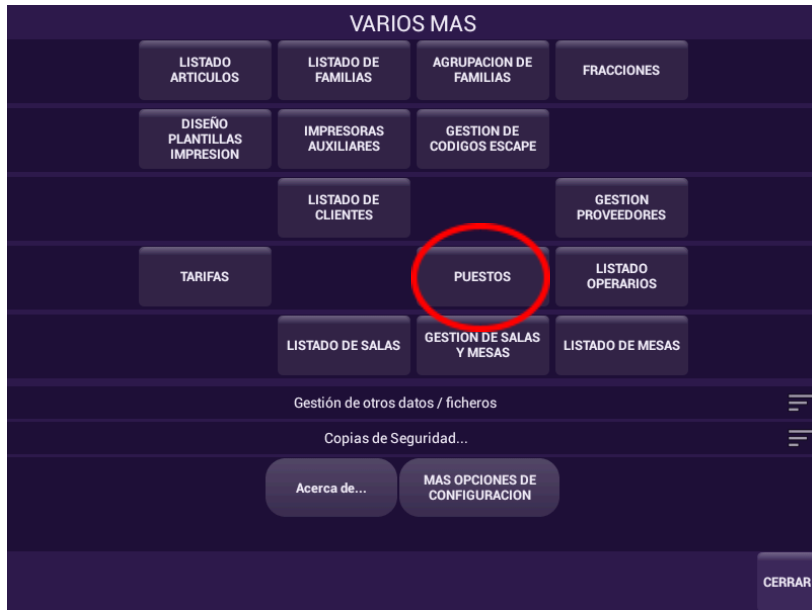 VARIOS MAS
LISTADO
ARTICULOS
LISTADO DE
FAMILIAS
AGRUPACION DE
FAMILIAS
FRACCIONES
DISEÑO
PLANTILLAS
IMPRESION
IMPRESORAS
AUXILIARES
GESTION DE
CODIGOS ESCAPE
LISTADO DE
CLIENTES
GESTION
PROVEEDORES
TARIFAS
PUESTOS
LISTADO
OPERARIOS
LISTADO DE SALAS
GESTION DE SALAS
Y MESAS
LISTADO DE MESAS
Gestión de otros datos / ficheros
Copias de Seguridad...
Acerca de...
MAS OPCIONES DE
CONFIGURACION
CERRAR